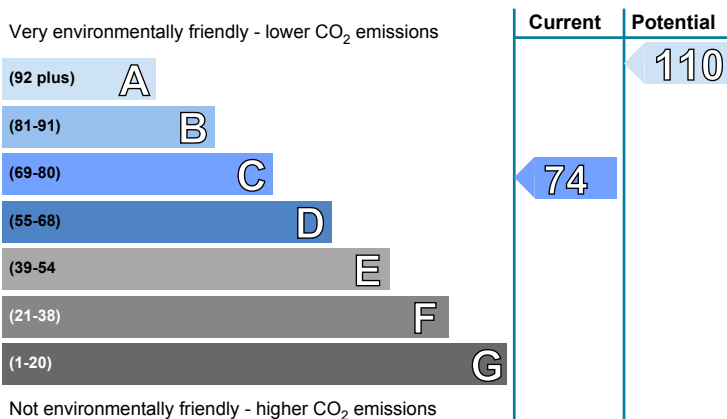 Current Potential
Very environmentally friendly - lower CO2 emissions
110
(92 plus) A
(81-91) B
(69-80) C 74
(55-68) D
(39-54 E
(21-38) F
(1-20) G
Not environmentally friendly - higher CO2 emissions